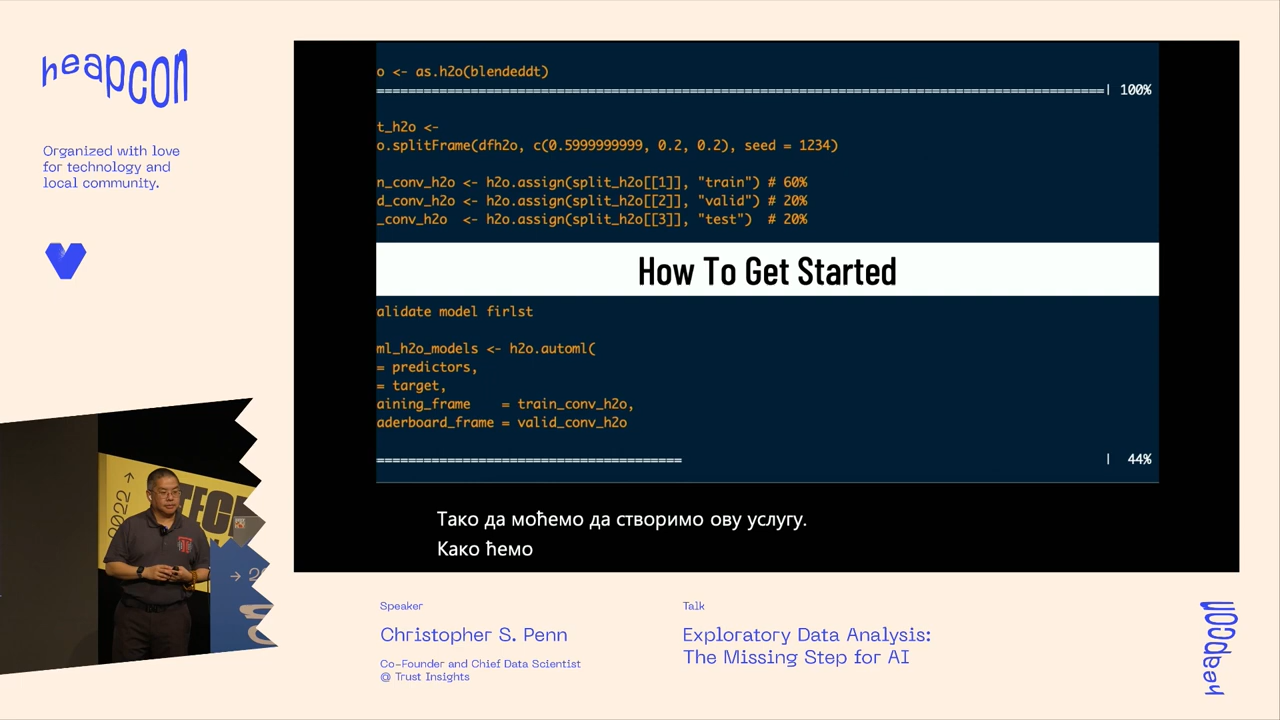 heapcon
Organized with love
for technology and
local community.
o <- as.h2o(blendeddt)
| 100%
t_h2o <-
o.splitFrame(dfh2o, c(0.5999999999, 0.2, 0.2), seed = 1234)
n_conv_h2o <- h2o.assign(split_h2o[[1]], "train") # 60%
d_conv_h2o <- h2o.assign(split_h2o[[2]], "valid") # 20%
_conv_h2o <- h2o.assign(split_h2o[[3]], "test") # 20%
How To Get Started
alidate model firlst
ml_h2o_models <- h2o.automl(
= predictors,
= target,
aining_frame = train_conv_h2o,
aderboard_frame = valid_conv_h2o
| 44%
Тако да можемо да створимо ову услугу.
Како ћемо
2022 →
TECH
Speaker
Christopher S. Penn
Co-Founder and Chief Data Scientist
@ Trust Insights
Talk
Exploratory Data Analysis:
The Missing Step for AI
heapcon